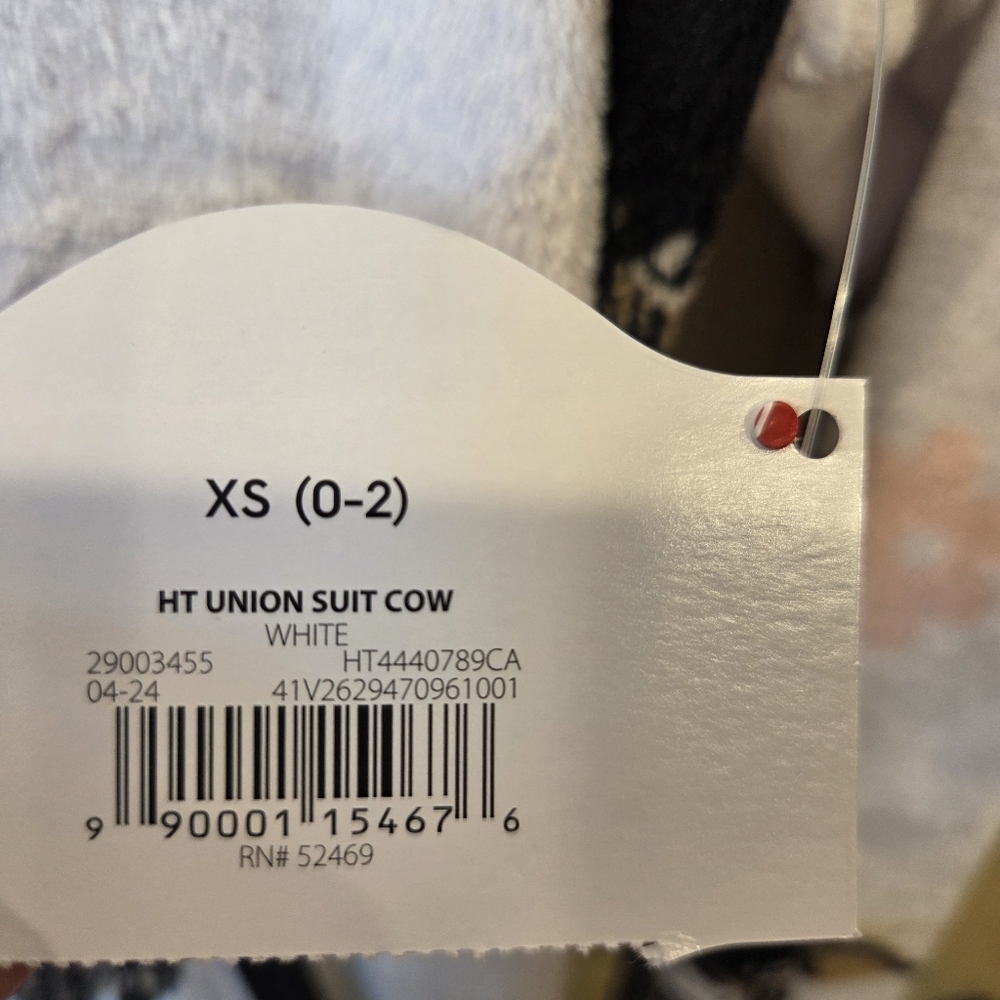 XS (0-2)
HT UNION SUIT COW
WHITE
29003455 HT4440789CA
04-24 41V2629470961001
9 90001 15467 6
RN# 52469